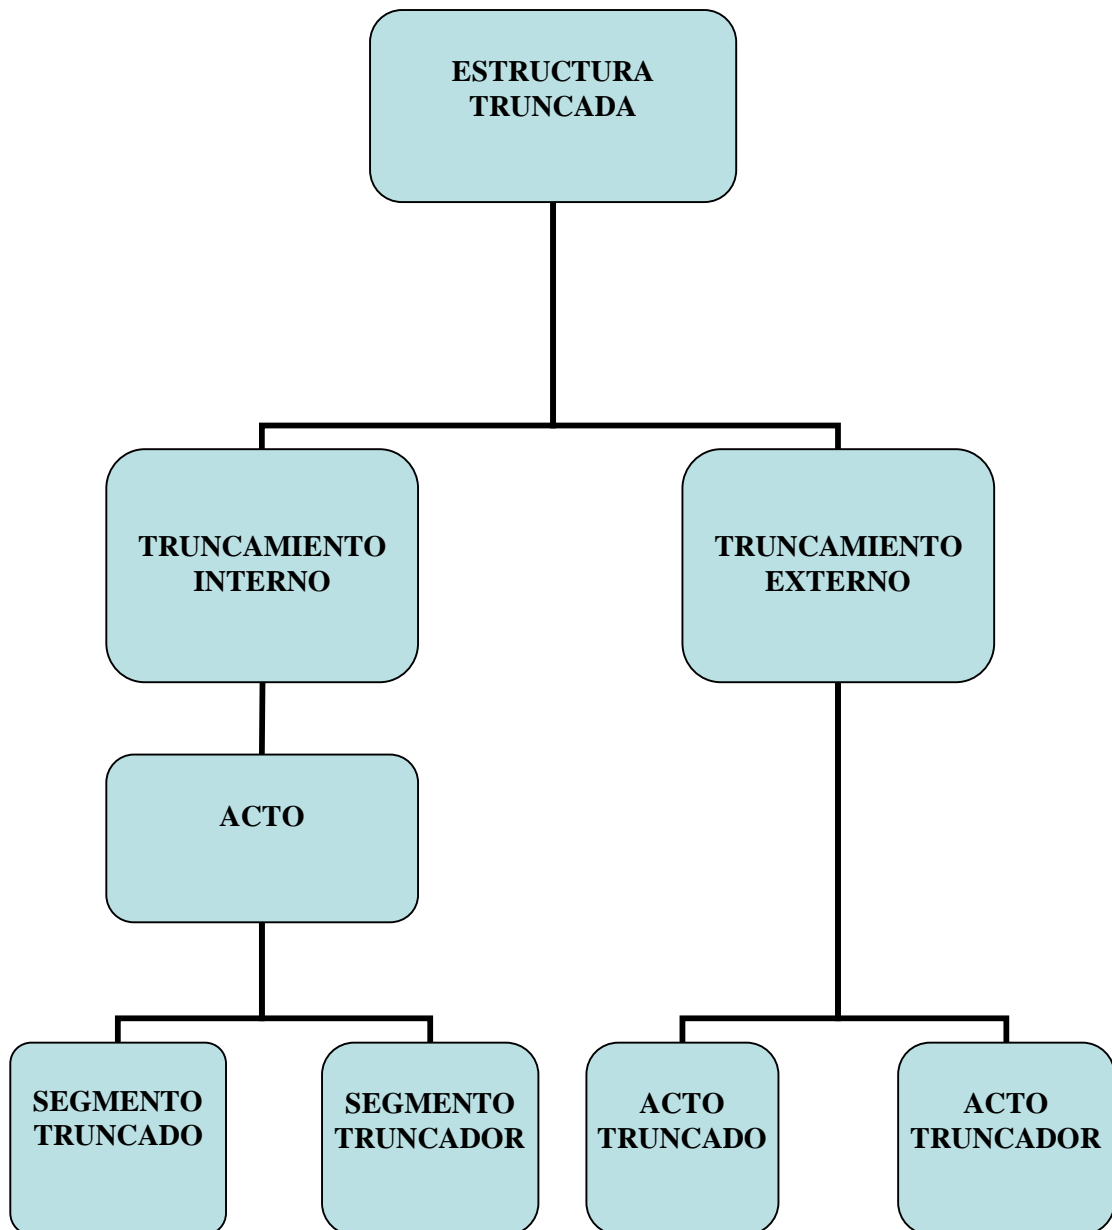 ESTRUCTURA
TRUNCADA
TRUNCAMIENTO
INTERNO
TRUNCAMIENTO
EXTERNO
ACTO
SEGMENTO
TRUNCADO
SEGMENTO
TRUNCADOR
ACTO
TRUNCADO
ACTO
TRUNCADOR